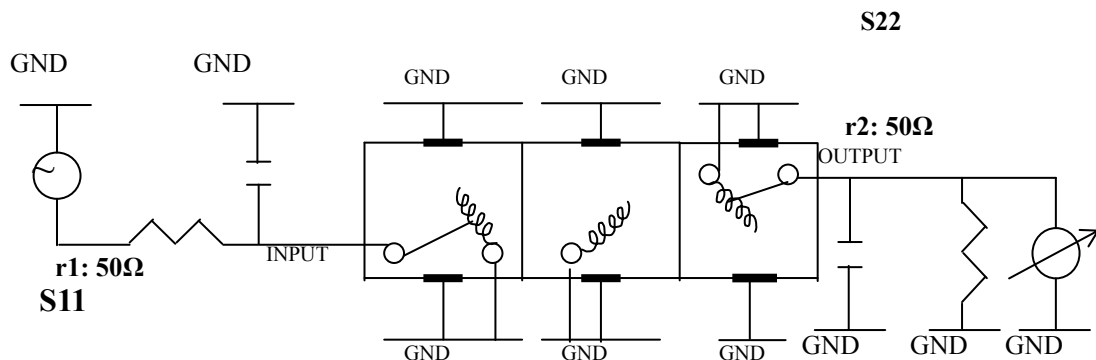 S22
GND
GND
GND
GND
GND
r2: 50Ω
OUTPUT
INPUT
r1: 50Ω
S11
GND
GND
GND
GND
GND
GND